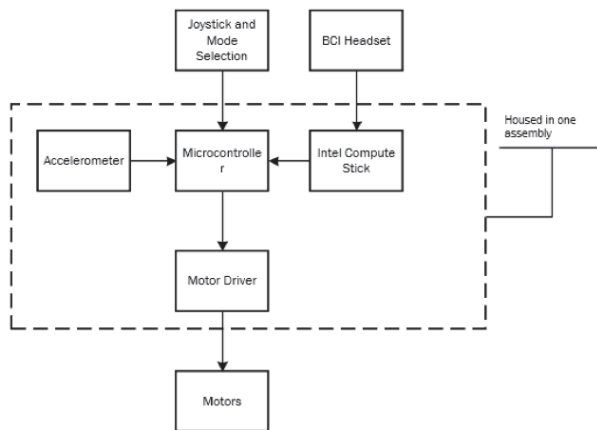 Joystick and
Mode
Selection
BCI Headset
Housed in one
assembly
Accelerometer
Microcontrolle
r
Intel Compute
Stick
Motor Driver
Motors